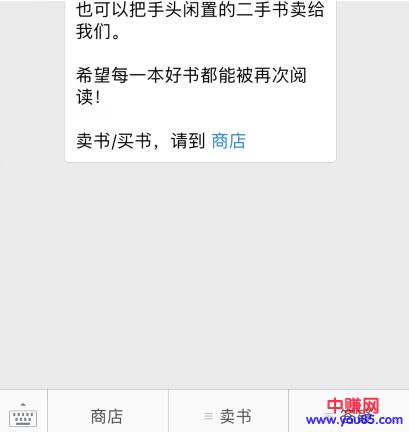 也可以把手头闲置的二手书卖给
我们。
希望每一本好书都能被再次阅
读！
卖书/买书，请到 商店
商店
卖书
中赚网
www.you85.com